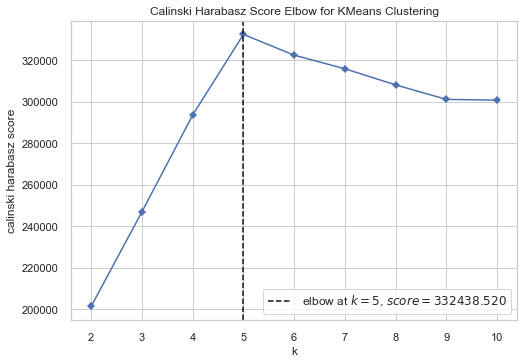 Calinski Harabasz Score Elbow for KMeans Clustering
calinski harabasz score
320000
300000
280000
260000
240000
220000
200000
elbow at k = 5, score = 332438.520
2 3 4 5 6 7 8 9 10
k